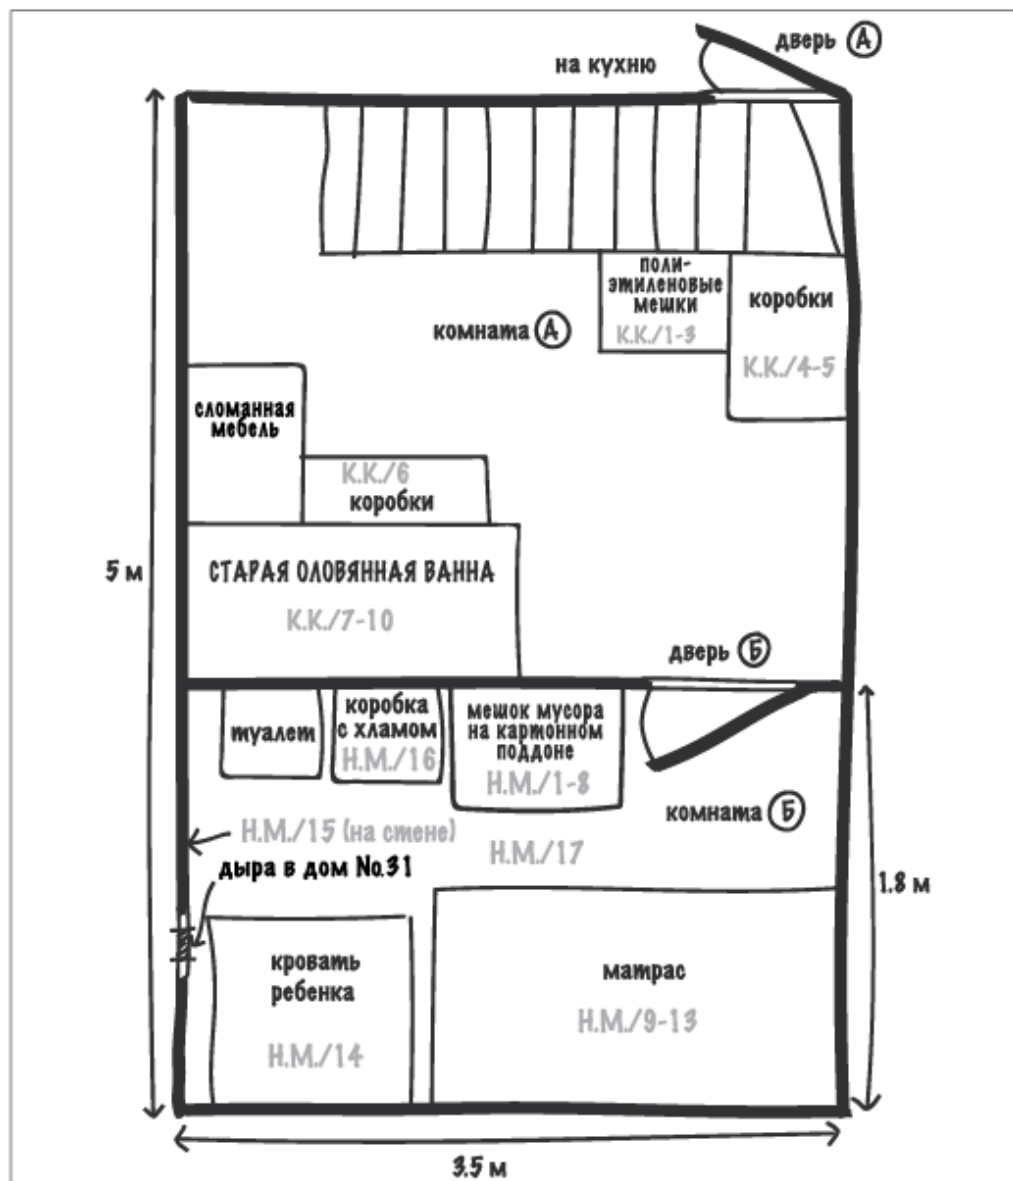 дверь А
на кухню
поли-
этиленовые
мешки
К.К./1-3
коробки
К.К./4-5
комната А
сломанная
мебель
К.К./6
коробки
СТАРАЯ ОЛОВЯННАЯ ВАННА
К.К./7-10
5 м
дверь Б
туалет
коробка
с хламом
Н.М./16
мешок мусора
на картонном
поддоне
Н.М./1-8
комната Б
Н.М./15 (на стене)
Н.М./17
дыра в дом No.31
1.8 м
кровать
ребенка
Н.М./14
матрас
Н.М./9-13
3.5 м